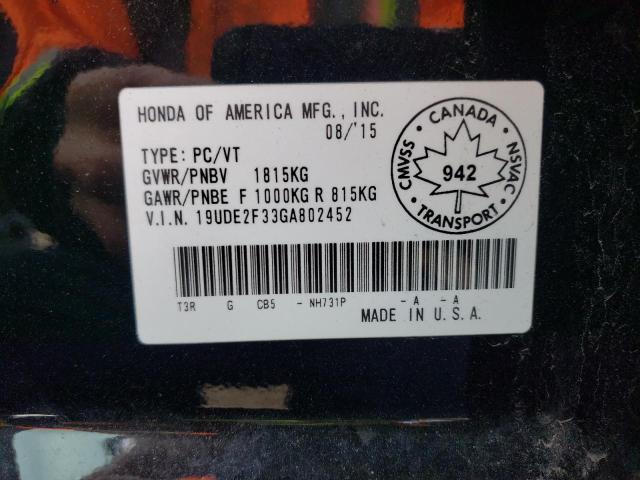 HONDA OF AMERICA MFG., INC.
08/'15
TYPE: PC/VT
GVWR/PNBV 1815KG
GAWR/PNBE F 1000KG R 815KG
V.I.N. 19UDE2F33GA802452
CANADA
CMVSS
942
NSVAC
TRANSPORT
T3R G CB5 - NH731P - A - A
MADE IN U.S.A.